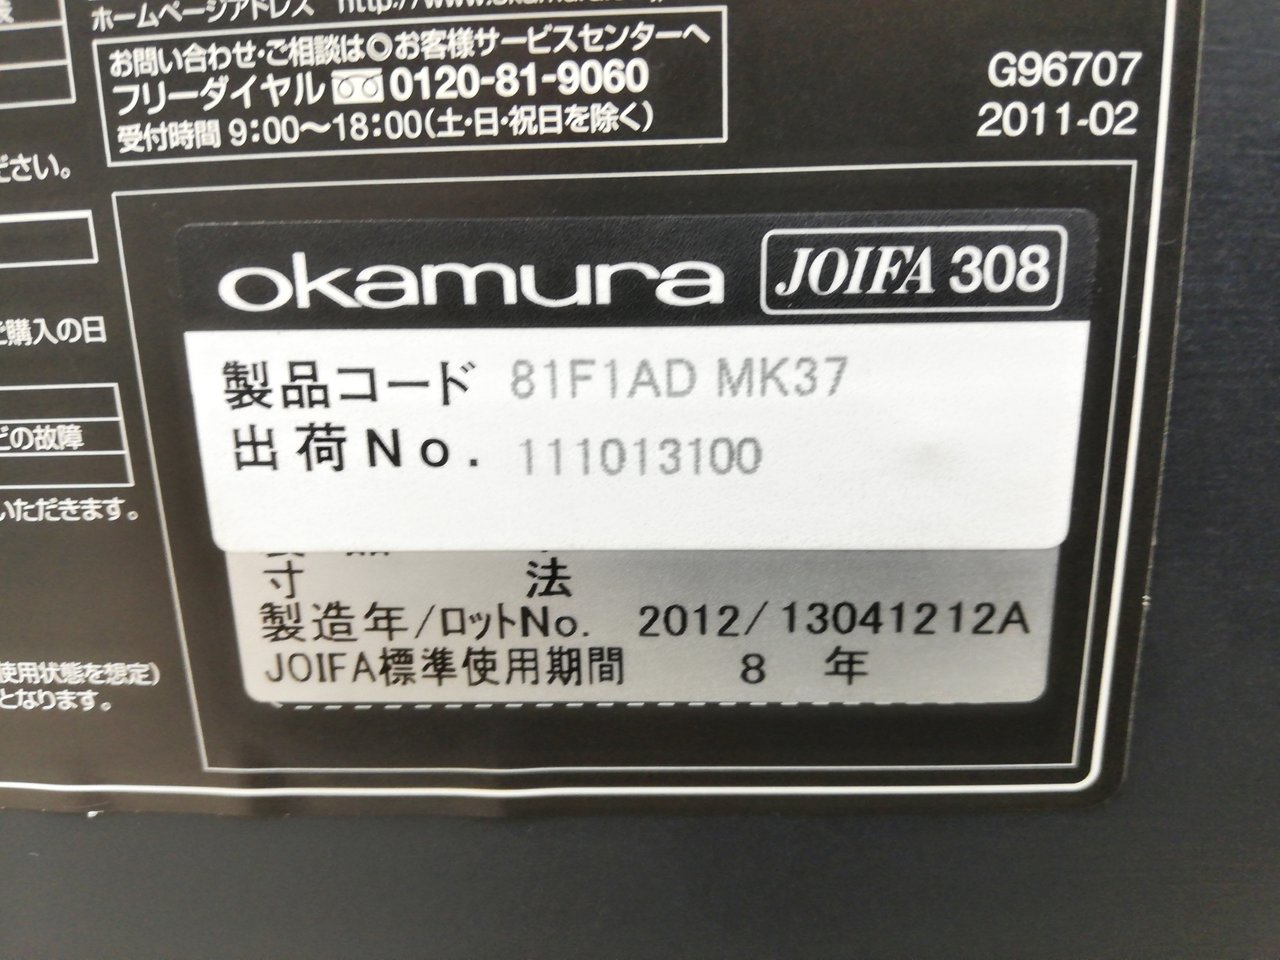 ホームページアドレス
お問い合わせ・ご相談は◎お客様サービスセンターへ
フリーダイヤル 0120-81-9060
受付時間 9:00～18:00(土・日・祝日を除く)
G96707
2011-02
ださい。
ご購入の日
どの故障
いただきます。
使用状態を想定)
となります。
okamura
JOIFA 308
製品コード 81F1AD MK37
出荷No. 111013100
寸 法
製造年/ロットNo. 2012/13041212A
JOIFA標準使用期間 8 年